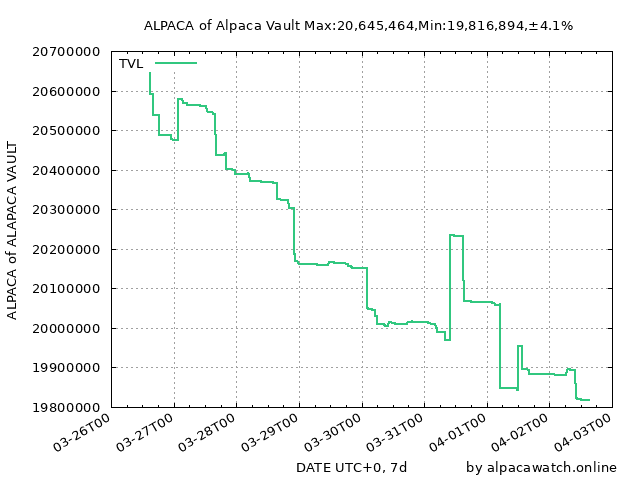 ALPACA of Alpaca Vault Max:20,645,464,Min:19,816,894,±4.1%
TVL
20700000
20600000
20500000
20400000
20300000
20200000
20100000
20000000
19900000
19800000
ALPACA of ALAPACA VAULT
03-26T00
03-27T00
03-28T00
03-29T00
03-30T00
03-31T00
04-01T00
04-02T00
04-03T00
DATE UTC+0, 7d
by alpacawatch.online